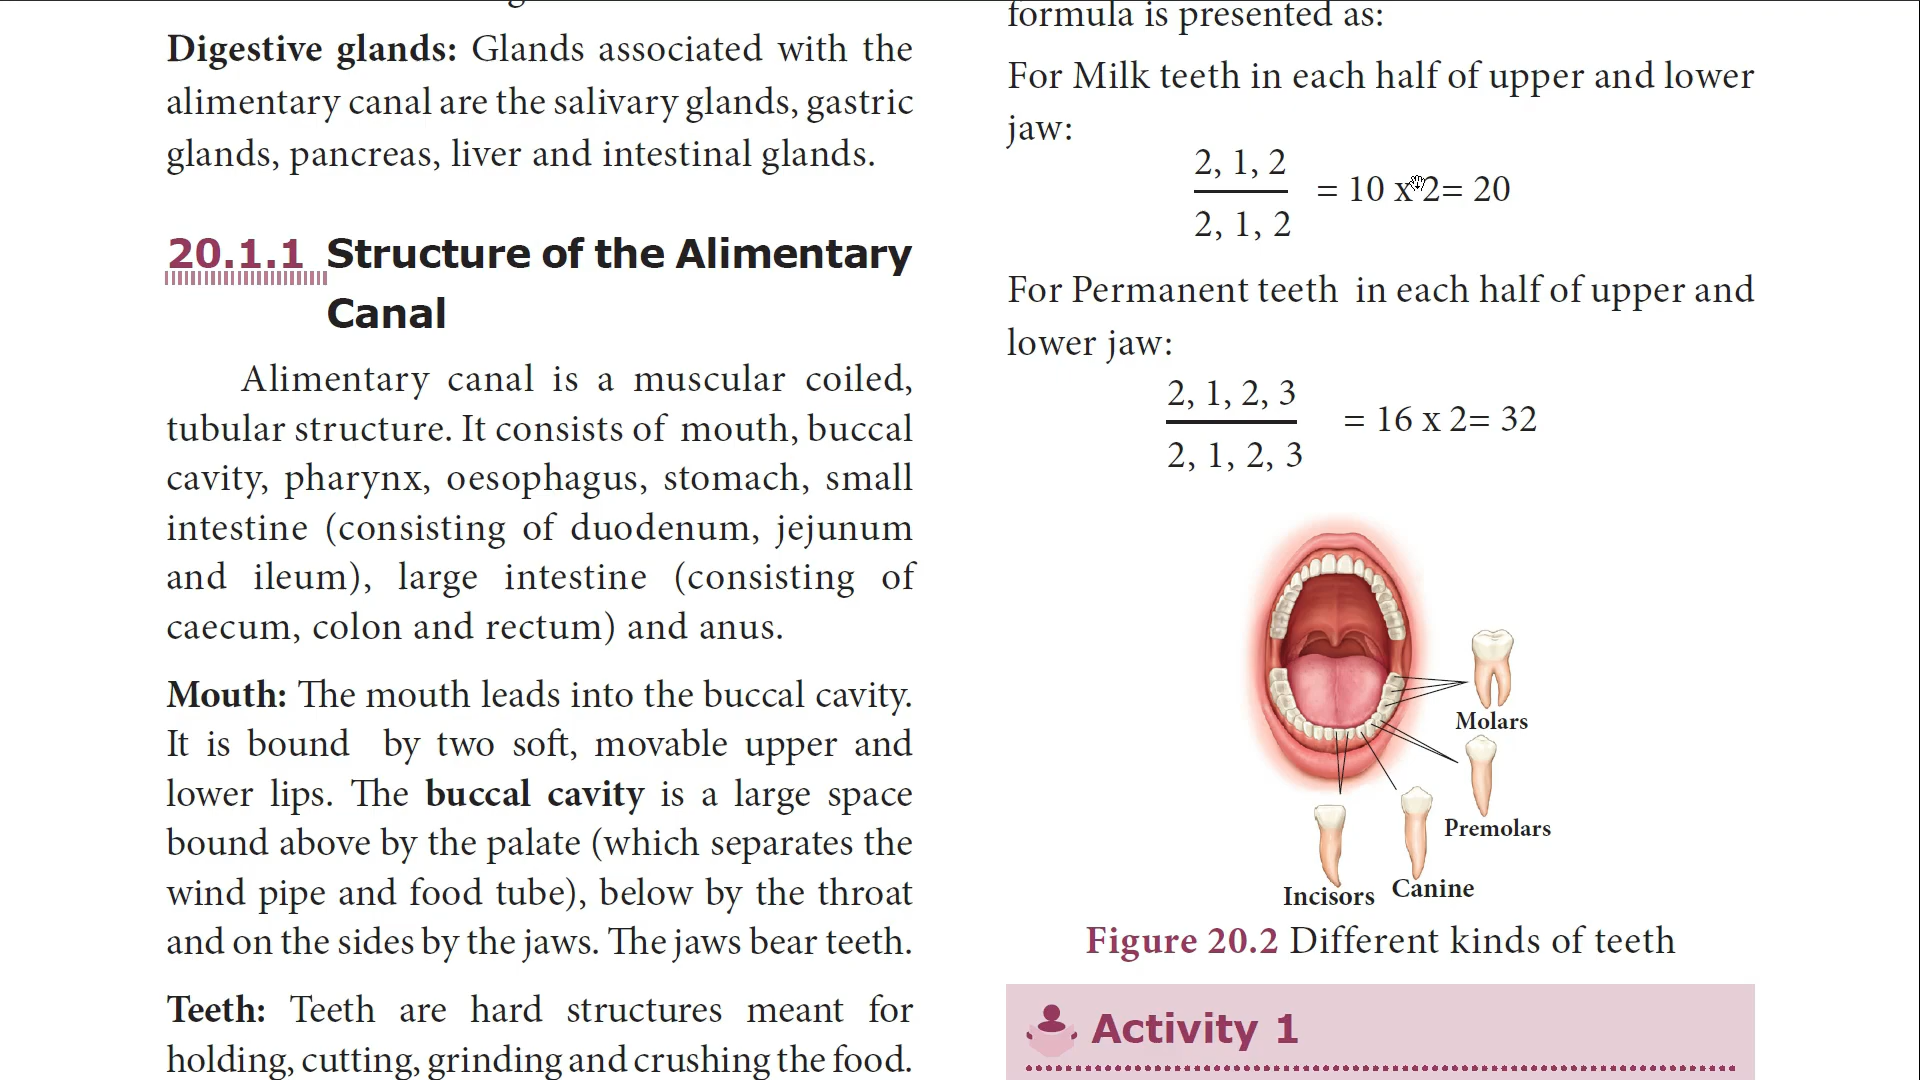 Digestive glands: Glands associated with the
alimentary canal are the salivary glands, gastric
glands, pancreas, liver and intestinal glands.
20.1.1 Structure of the Alimentary
Canal
Alimentary canal is a muscular coiled,
tubular structure. It consists of mouth, buccal
cavity, pharynx, oesophagus, stomach, small
intestine (consisting of duodenum, jejunum
and ileum), large intestine (consisting of
caecum, colon and rectum) and anus.
Mouth: The mouth leads into the buccal cavity.
It is bound by two soft, movable upper and
lower lips. The buccal cavity is a large space
bound above by the palate (which separates the
wind pipe and food tube), below by the throat
and on the sides by the jaws. The jaws bear teeth.
Teeth: Teeth are hard structures meant for
holding, cutting, grinding and crushing the food.
formula is presented as:
For Milk teeth in each half of upper and lower
jaw:
2, 1, 2
= 10 x 2= 20
2, 1, 2
For Permanent teeth in each half of upper and
lower jaw:
2, 1, 2, 3
= 16 x 2= 32
2, 1, 2, 3
Molars
Premolars
Incisors Canine
Figure 20.2 Different kinds of teeth
Activity 1